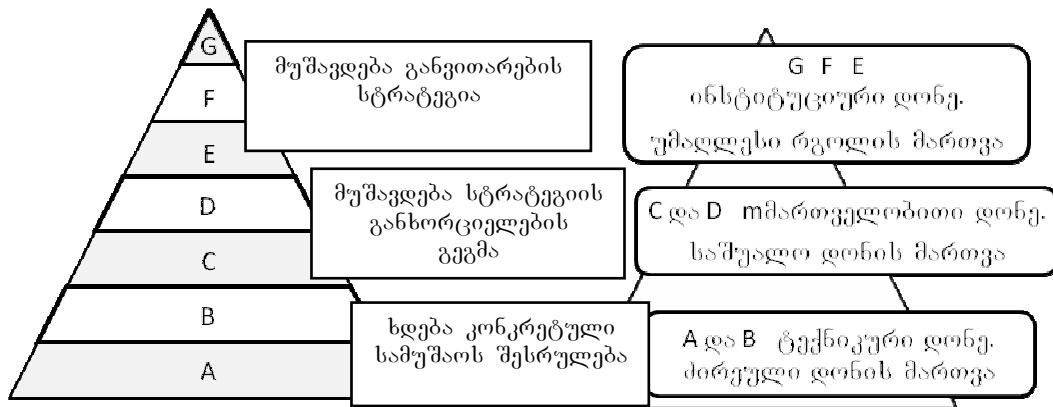 G
F
E
D
C
B
A
მუშავდება განვითარების
სტრატეგია
მუშავდება სტრატეგიის
განხორციელების
გეგმა
ხდება კონკრეტული
სამუშაოს შესრულება
G F E
ინსტიტუციური დონე.
უმაღლესი რგოლის მართვა
C და D mმართველობითი დონე.
საშუალო დონის მართვა
A და B ტექნიკური დონე.
პირეული დონის მართვა